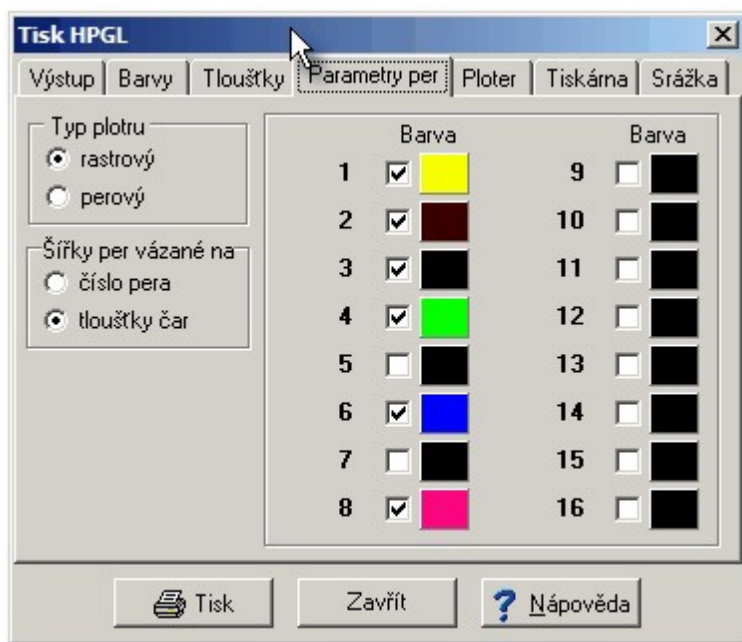 Tisk HPGL
Výstup Barvy Tloušťky Parametry per Ploter Tiskárna Srážka
Typ plotru
rastrový
perový
Šířky per vázané na
číslo pera
tloušťky čar
Barva
1
2
3
4
5
6
7
8
Barva
9
10
11
12
13
14
15
16
Tisk Zavřít Nápověda